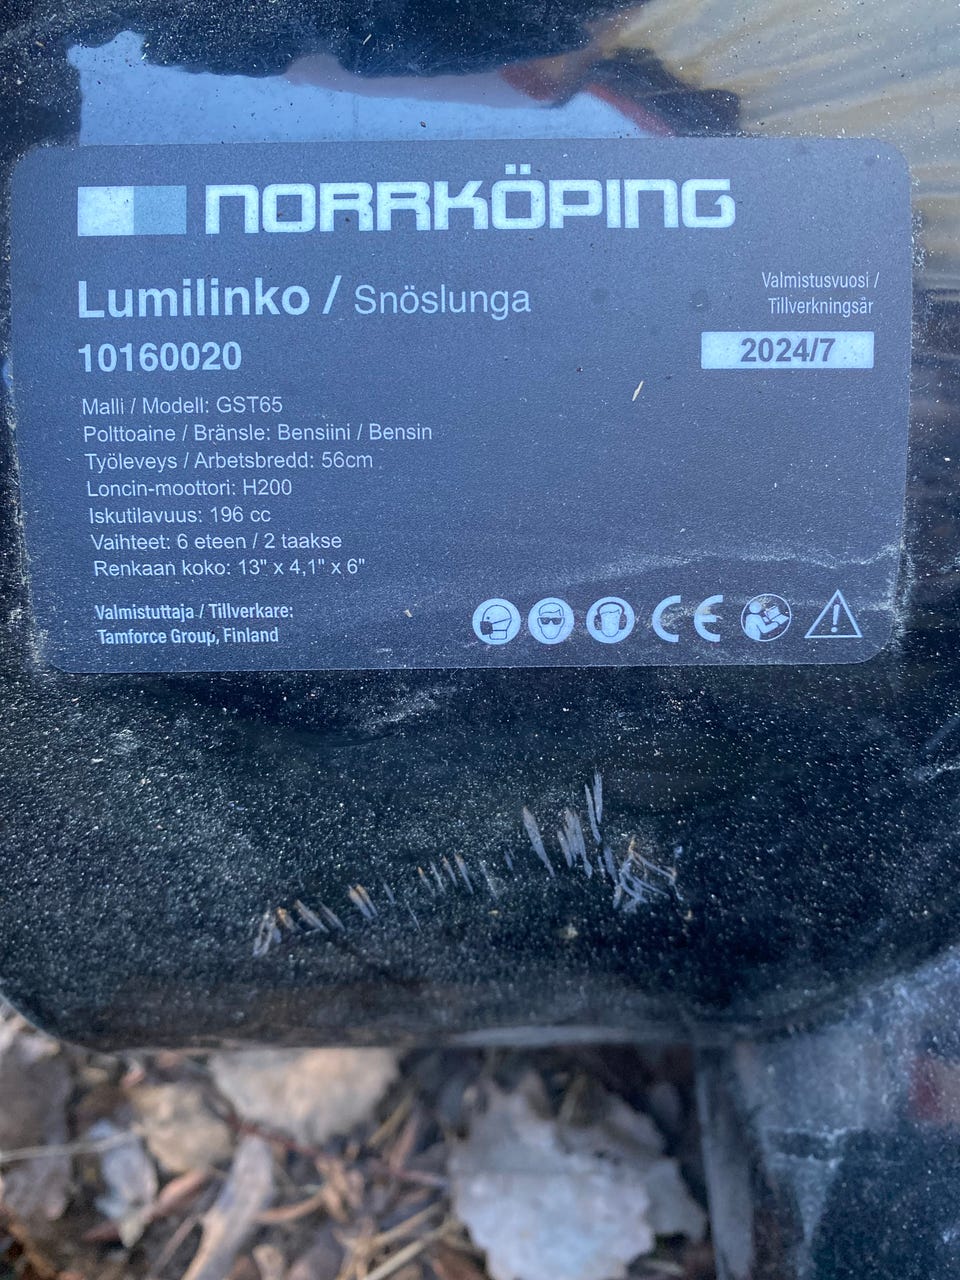 NORRKÖPING
Lumilinko / Snöslunga
Valmistusvuosi /
Tillverkningsår
10160020
2024/7
Malli / Modell: GST65
Polttoaine / Bränsle: Bensiini / Bensin
Työleveys / Arbetsbredd: 56cm
Loncin-moottori: H200
Iskutilavuus: 196 cc
Vaihteet: 6 eteen / 2 taakse
Renkaan koko: 13" x 4,1" x 6"
Valmistuttaja / Tillverkare:
Tamforce Group, Finland
CE